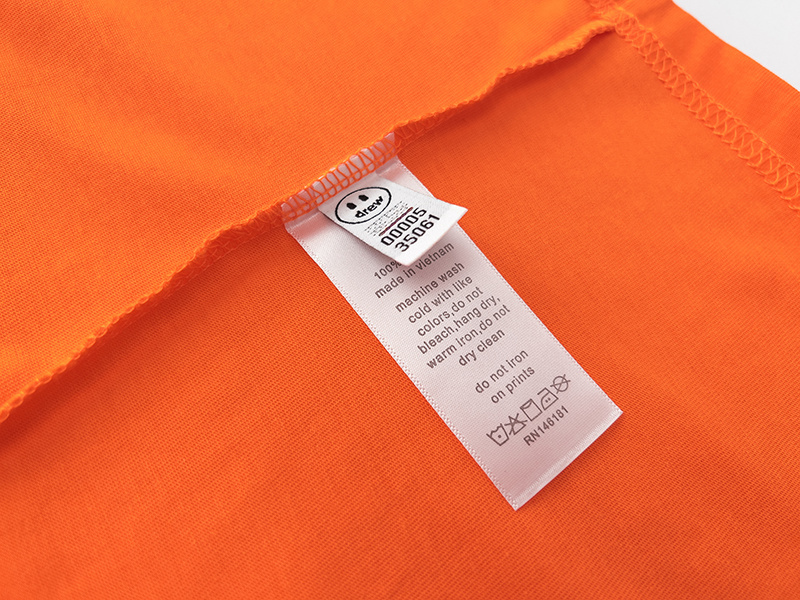 drew
00005
35061
100%
made in vietnam
machine wash
cold with like
colors,do not
bleach,hang dry,
warm iron,do not
dry clean
do not iron
on prints
RN146181